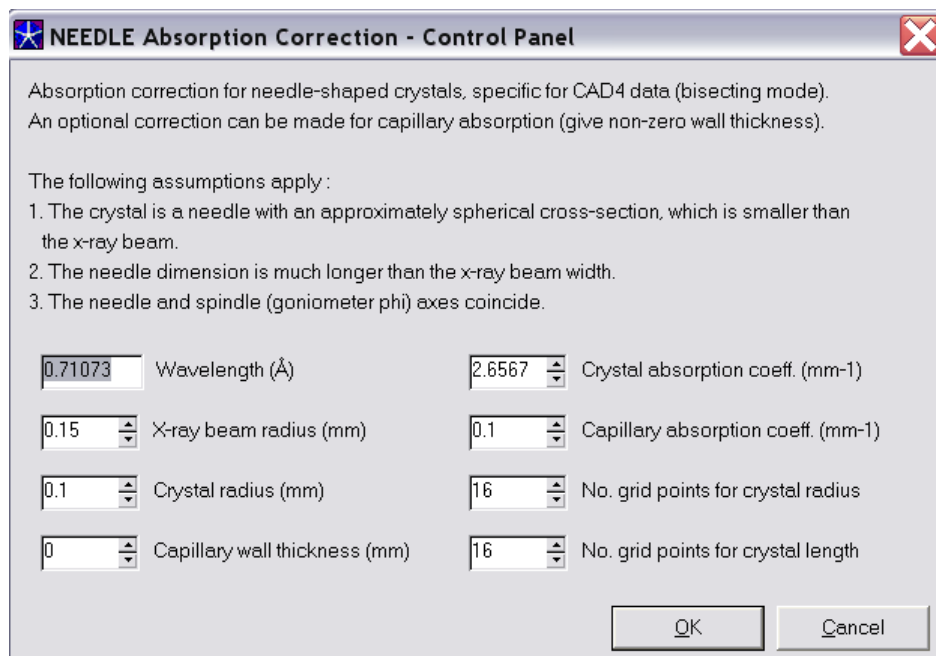 NEEDLE Absorption Correction - Control Panel
Absorption correction for needle-shaped crystals, specific for CAD4 data (bisecting mode).
An optional correction can be made for capillary absorption (give non-zero wall thickness).
The following assumptions apply :
1. The crystal is a needle with an approximately spherical cross-section, which is smaller than
the x-ray beam.
2. The needle dimension is much longer than the x-ray beam width.
3. The needle and spindle (goniometer phi) axes coincide.
0.71073 Wavelength (Å) 2.6567 Crystal absorption coeff. (mm-1)
0.15 X-ray beam radius (mm) 0.1 Capillary absorption coeff. (mm-1)
0.1 Crystal radius (mm) 16 No. grid points for crystal radius
0 Capillary wall thickness (mm) 16 No. grid points for crystal length
OK Cancel